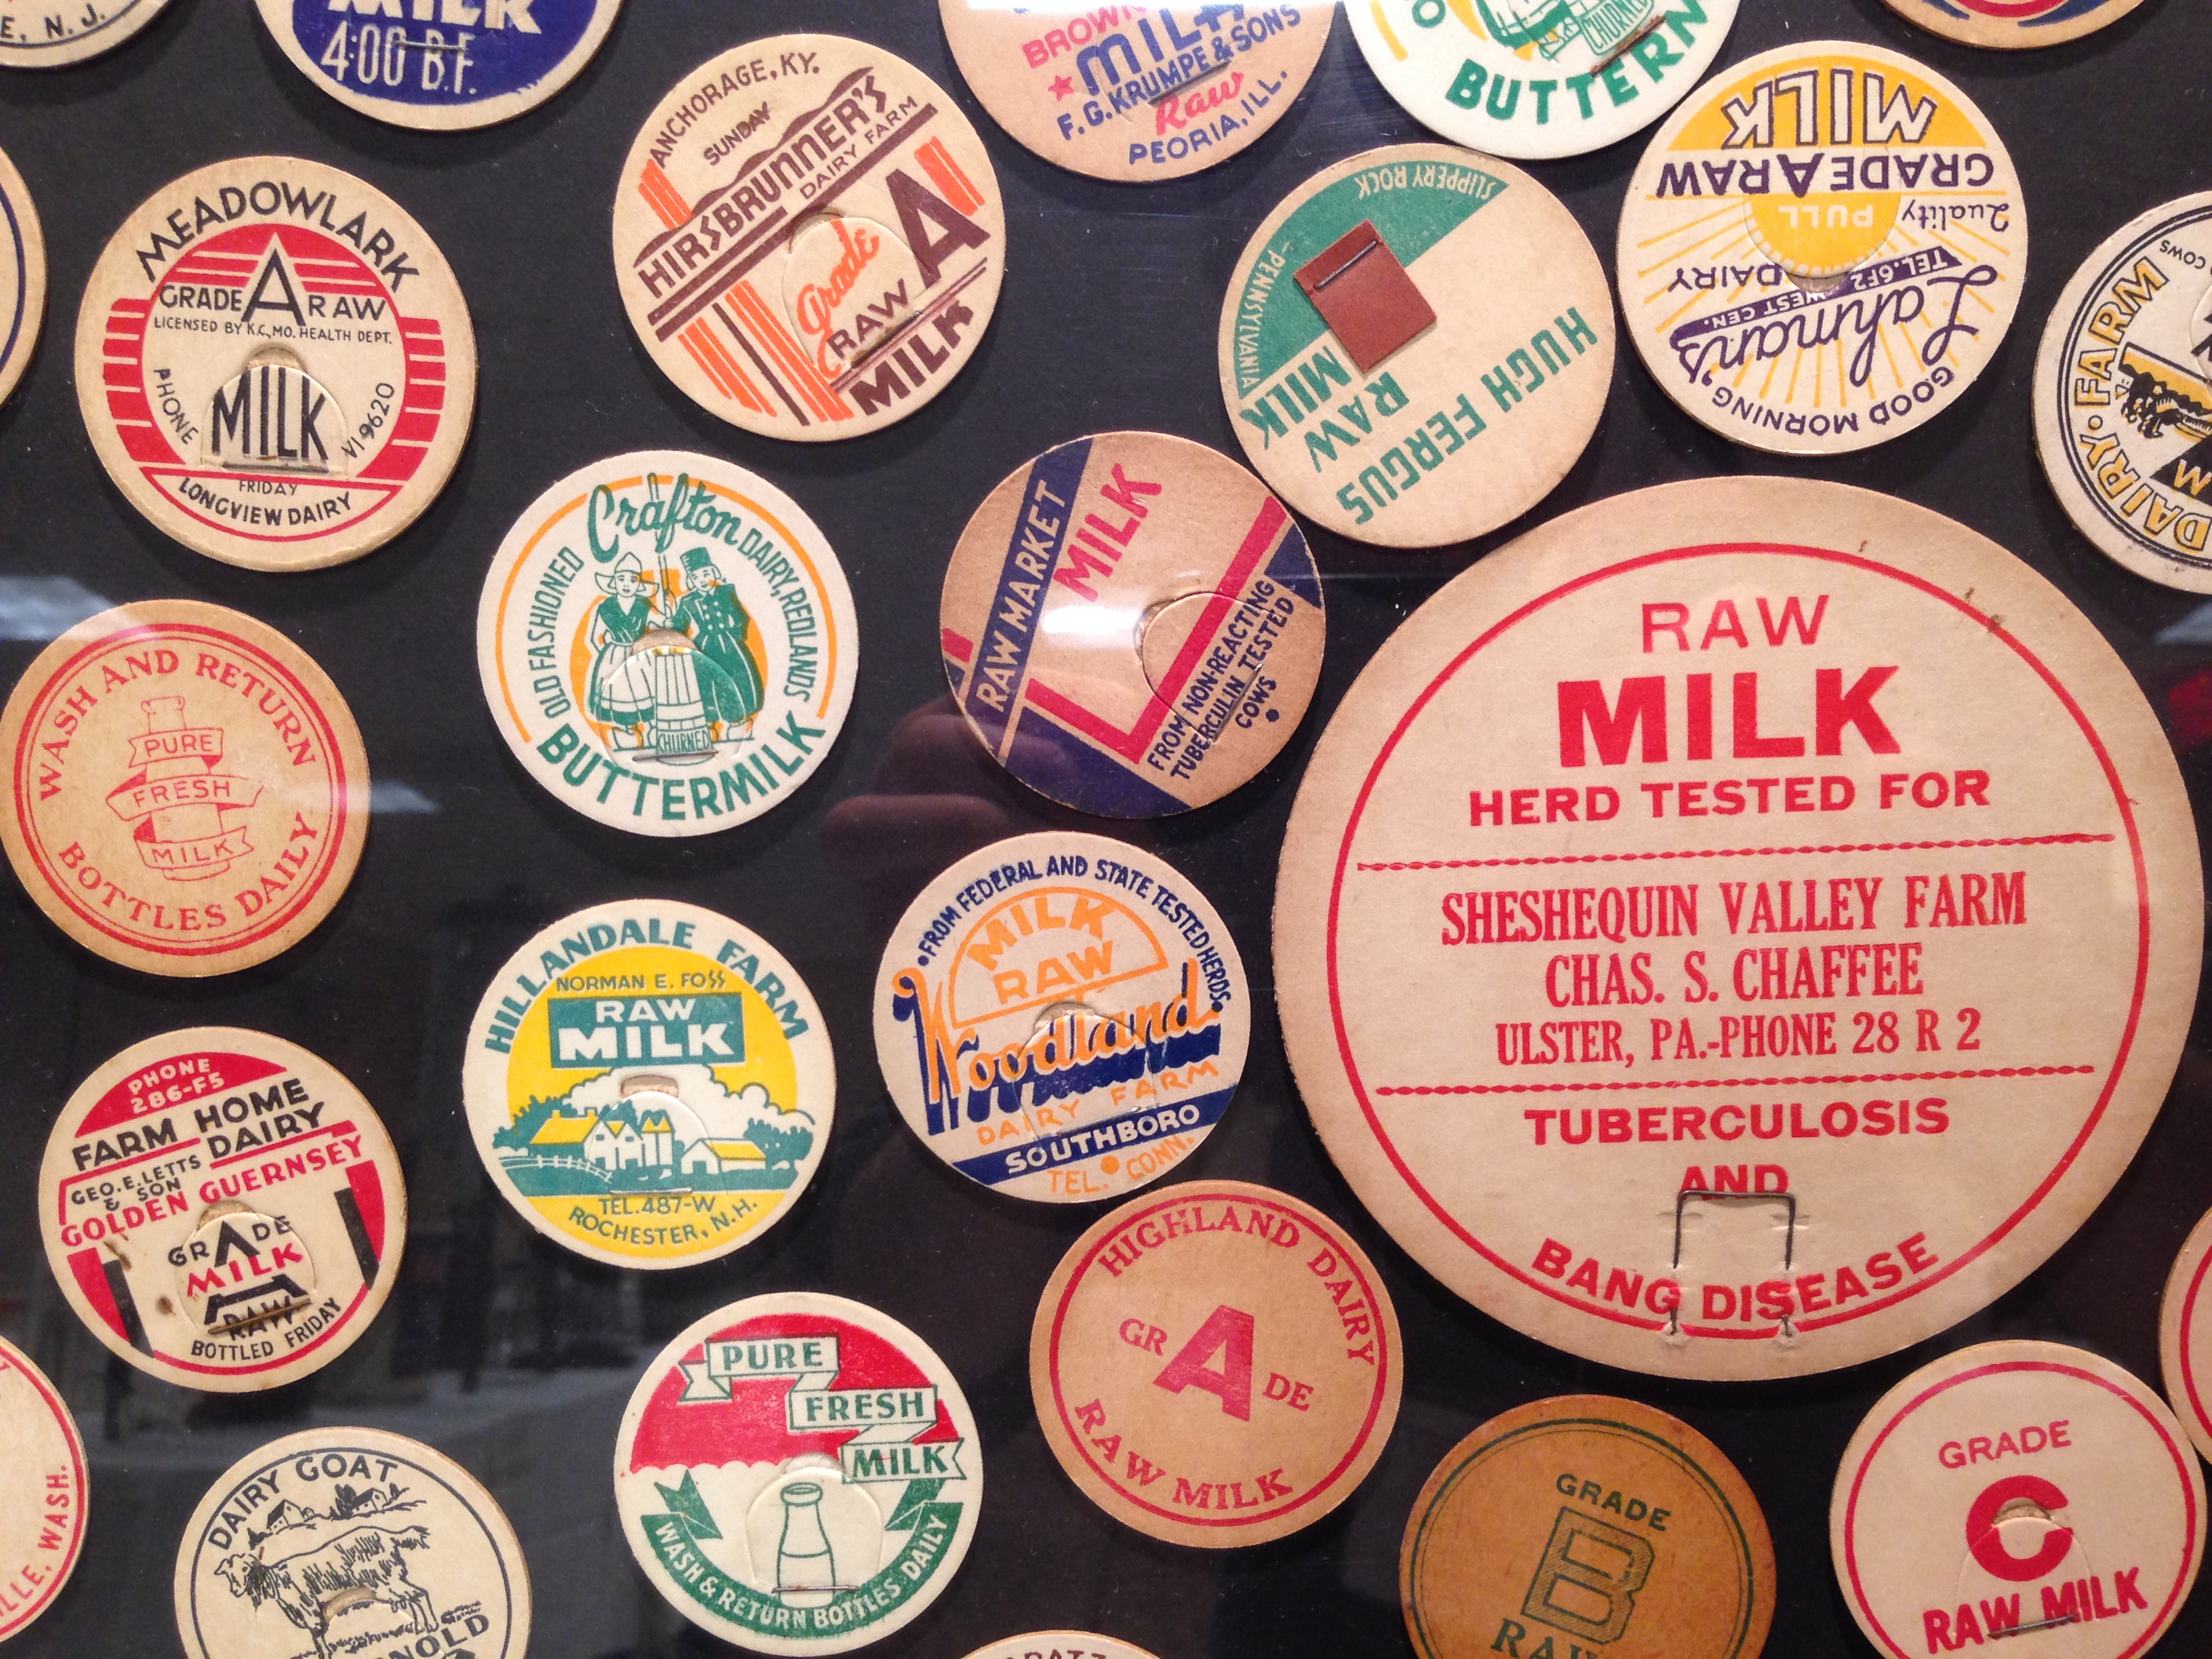 E, N. J.
MILK
4:00 B.F.
ANCHORAGE, KY.
SUNDAY
HIRSBRUNNER'S
DAIRY FARM
Grade A
RAW
MILK
BROWN
MILK
F. G. KRUMPE & SONS
Raw
PEORIA, ILL.
CHURNED
BUTTERM
MILK
GRADE A RAW
PULL
Quality
DAIRY
TEL. 6F2 WEST CEN.
Lahman's
GOOD MORNING
MEADOWLARK
GRADE A RAW
LICENSED BY K.C., MO. HEALTH DEPT.
PHONE
MILK
VI 9620
FRIDAY
LONGVIEW DAIRY
SLIPPERY ROCK
-PENNSYLVANIA
HUGH FERGUS
RAW
MILK
COWS
DAIRY • FARM
Crafton DAIRY, REDLANDS
OLD FASHIONED
CHURNED
BUTTERMILK
RAW MARKET
MILK
FROM NON-REACTING
TUBERCULIN TESTED
COWS
WASH AND RETURN
PURE
FRESH
MILK
BOTTLES DAILY
RAW
MILK
HERD TESTED FOR
SHESHEQUIN VALLEY FARM
CHAS. S. CHAFFEE
ULSTER, PA.-PHONE 28 R 2
TUBERCULOSIS
AND
BANG DISEASE
HILLANDALE FARM
NORMAN E. FOSS
RAW
MILK
TEL. 487-W
ROCHESTER, N.H.
•FROM FEDERAL AND STATE TESTED HERDS•
MILK
RAW
Woodland
DAIRY FARM
SOUTHBORO
TEL. CONN.
PHONE
286-F5
FARM HOME
DAIRY
GEO. E. LETTS
& SON
GOLDEN GUERNSEY
GRADE
MILK
A
RAW
BOTTLED FRIDAY
HIGHLAND DAIRY
GRADE
A
RAW MILK
PURE
FRESH
MILK
WASH & RETURN BOTTLES DAILY
LLE, WASH.
DAIRY GOAT
NOLD
GRADE
B
RAW
GRADE
C
RAW MILK